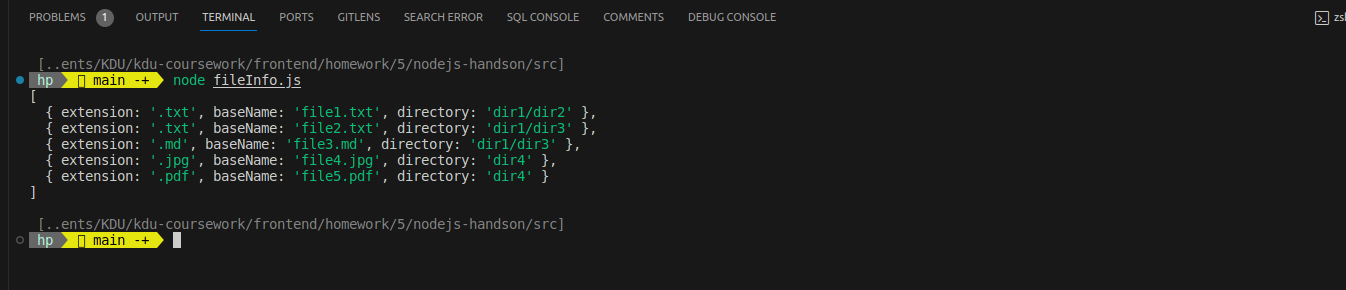 PROBLEMS 1 OUTPUT TERMINAL PORTS GITLENS SEARCH ERROR SQL CONSOLE COMMENTS DEBUG CONSOLE
[..ents/KDU/kdu-coursework/frontend/homework/5/nodejs-handson/src]
hp main -+ node fileInfo.js
[
{ extension: '.txt', baseName: 'file1.txt', directory: 'dir1/dir2' },
{ extension: '.txt', baseName: 'file2.txt', directory: 'dir1/dir3' },
{ extension: '.md', baseName: 'file3.md', directory: 'dir1/dir3' },
{ extension: '.jpg', baseName: 'file4.jpg', directory: 'dir4' },
{ extension: '.pdf', baseName: 'file5.pdf', directory: 'dir4' }
]
[..ents/KDU/kdu-coursework/frontend/homework/5/nodejs-handson/src]
hp main -+